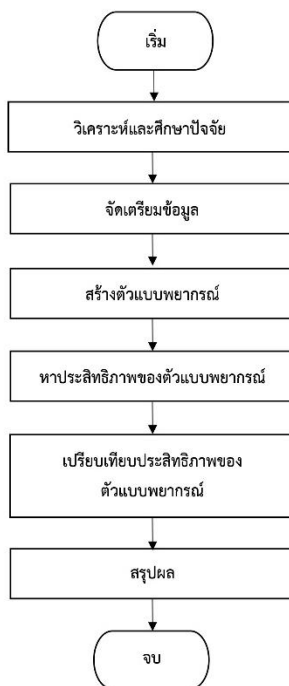 เริ่ม
วิเคราะห์และศึกษาปัจจัย
จัดเตรียมข้อมูล
สร้างตัวแบบพยากรณ์
หาประสิทธิภาพของตัวแบบพยากรณ์
เปรียบเทียบประสิทธิภาพของ
ตัวแบบพยากรณ์
สรุปผล
จบ